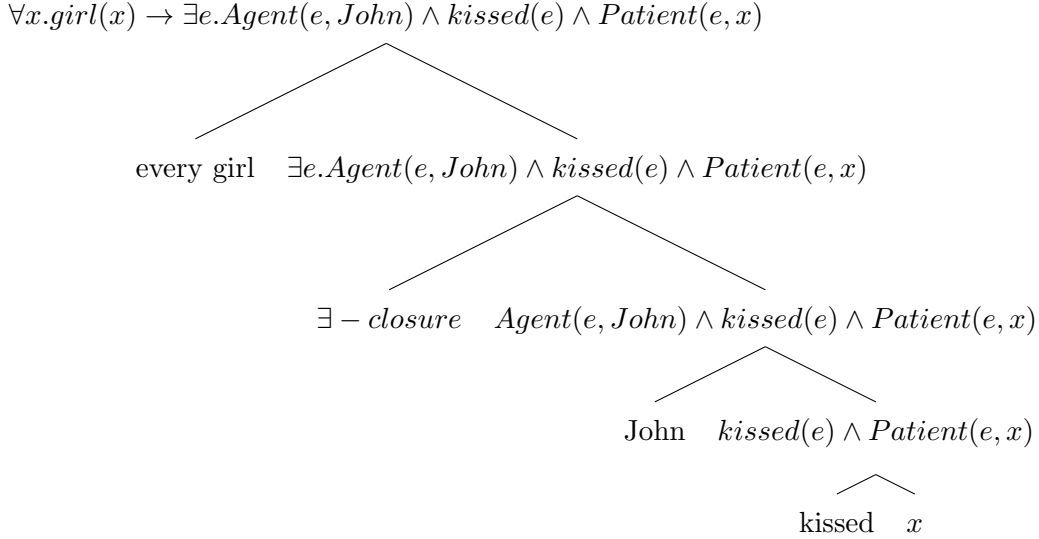 ∀x.girl(x) → ∃e.Agent(e, John) ∧ kissed(e) ∧ Patient(e, x)
every girl ∃e.Agent(e, John) ∧ kissed(e) ∧ Patient(e, x)
∃ − closure Agent(e, John) ∧ kissed(e) ∧ Patient(e, x)
John kissed(e) ∧ Patient(e, x)
kissed x